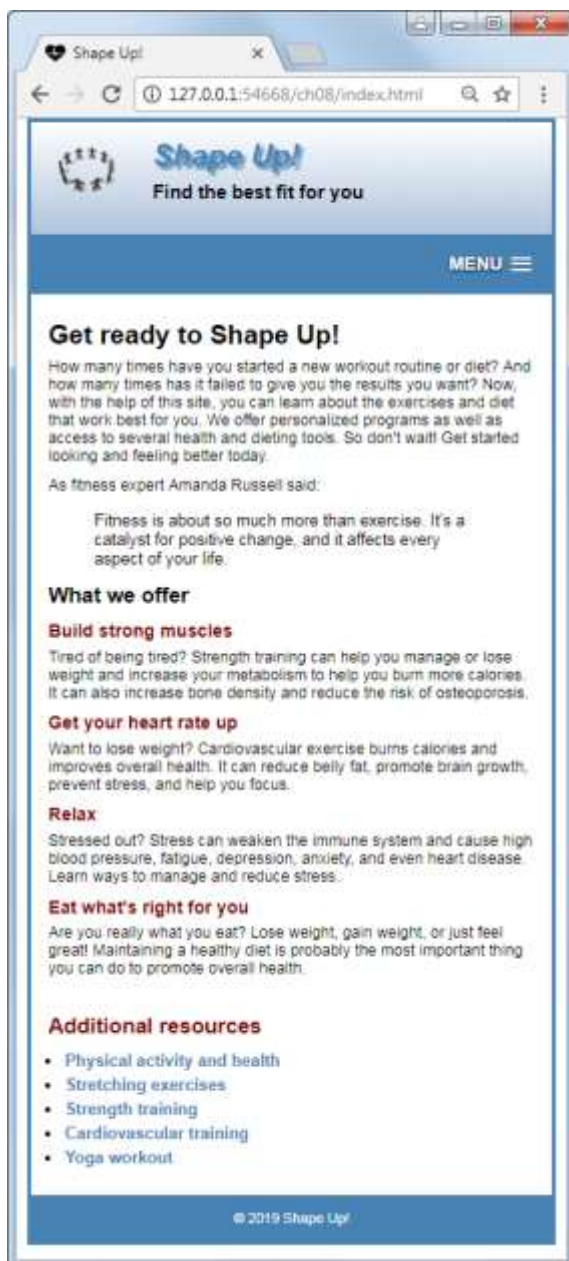 Shape Up!
127.0.0.1:54668/ch08/index.html
Shape Up!
Find the best fit for you
MENU
Get ready to Shape Up!
How many times have you started a new workout routine or diet? And
how many times has it failed to give you the results you want? Now,
with the help of this site, you can learn about the exercises and diet
that work best for you. We offer personalized programs as well as
access to several health and dieting tools. So don't wait! Get started
looking and feeling better today.
As fitness expert Amanda Russell said:
Fitness is about so much more than exercise. It's a
catalyst for positive change, and it affects every
aspect of your life.
What we offer
Build strong muscles
Tired of being tired? Strength training can help you manage or lose
weight and increase your metabolism to help you burn more calories.
It can also increase bone density and reduce the risk of osteoporosis.
Get your heart rate up
Want to lose weight? Cardiovascular exercise burns calories and
improves overall health. It can reduce belly fat, promote brain growth,
prevent stress, and help you focus.
Relax
Stressed out? Stress can weaken the immune system and cause high
blood pressure, fatigue, depression, anxiety, and even heart disease.
Learn ways to manage and reduce stress.
Eat what's right for you
Are you really what you eat? Lose weight, gain weight, or just feel
great! Maintaining a healthy diet is probably the most important thing
you can do to promote overall health.
Additional resources
• Physical activity and health
• Stretching exercises
• Strength training
• Cardiovascular training
• Yoga workout
© 2019 Shape Up!